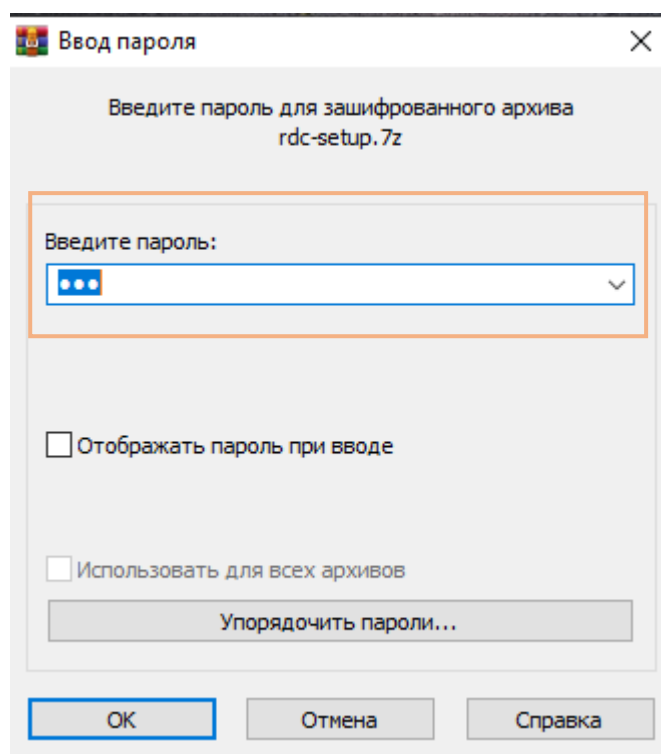 Ввод пароля
Введите пароль для зашифрованного архива
rdc-setup.7z
Введите пароль:
•••
Отображать пароль при вводе
Использовать для всех архивов
Упорядочить пароли...
OK
Отмена
Справка